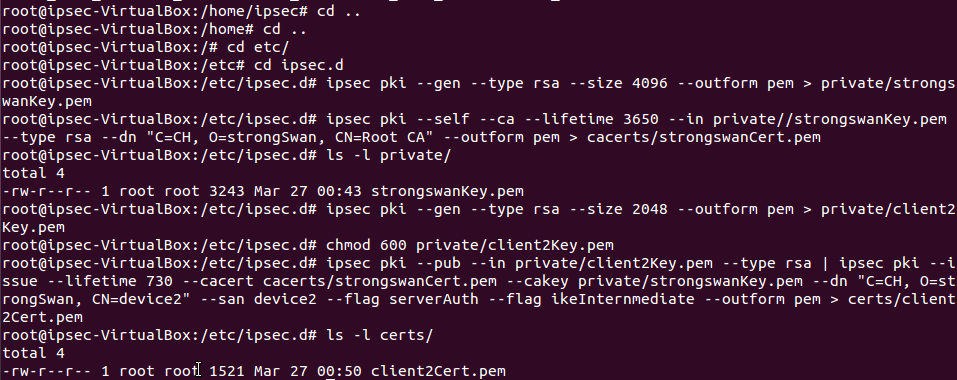 root@ipsec-VirtualBox:/home/ipsec# cd ..
root@ipsec-VirtualBox:/home# cd ..
root@ipsec-VirtualBox:/# cd etc/
root@ipsec-VirtualBox:/etc# cd ipsec.d
root@ipsec-VirtualBox:/etc/ipsec.d# ipsec pki --gen --type rsa --size 4096 --outform pem > private/strongs
wanKey.pem
root@ipsec-VirtualBox:/etc/ipsec.d# ipsec pki --self --ca --lifetime 3650 --in private//strongswanKey.pem
--type rsa --dn "C=CH, O=strongSwan, CN=Root CA" --outform pem > cacerts/strongswanCert.pem
root@ipsec-VirtualBox:/etc/ipsec.d# ls -l private/
total 4
-rw-r--r-- 1 root root 3243 Mar 27 00:43 strongswanKey.pem
root@ipsec-VirtualBox:/etc/ipsec.d# ipsec pki --gen --type rsa --size 2048 --outform pem > private/client2
Key.pem
root@ipsec-VirtualBox:/etc/ipsec.d# chmod 600 private/client2Key.pem
root@ipsec-VirtualBox:/etc/ipsec.d# ipsec pki --pub --in private/client2Key.pem --type rsa | ipsec pki --i
ssue --lifetime 730 --cacert cacerts/strongswanCert.pem --cakey private/strongswanKey.pem --dn "C=CH, O=st
rongSwan, CN=device2" --san device2 --flag serverAuth --flag ikeInternmediate --outform pem > certs/client
2Cert.pem
root@ipsec-VirtualBox:/etc/ipsec.d# ls -l certs/
total 4
-rw-r--r-- 1 root root 1521 Mar 27 00:50 client2Cert.pem